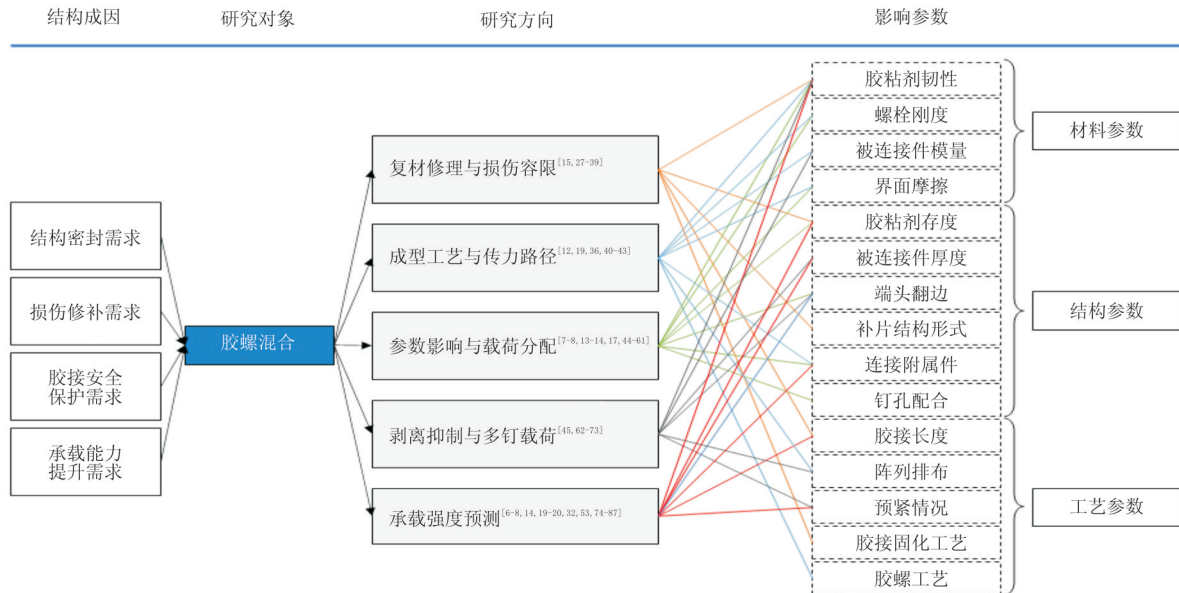 结构成因
研究对象
研究方向
影响参数
结构密封需求
损伤修补需求
胶接安全
保护需求
承载能力
提升需求
胶螺混合
复材修理与损伤容限[15,27-39]
成型工艺与传力路径[12,19,36,40-43]
参数影响与载荷分配[7-8,13-14,17,44-61]
剥离抑制与多钉载荷[45,62-73]
承载强度预测[6-8,14,19-20,32,53,74-87]
胶粘剂韧性
螺栓刚度
被连接件模量
界面摩擦
胶粘剂存度
被连接件厚度
端头翻边
补片结构形式
连接附属件
钉孔配合
胶接长度
阵列排布
预紧情况
胶接固化工艺
胶螺工艺
材料参数
结构参数
工艺参数